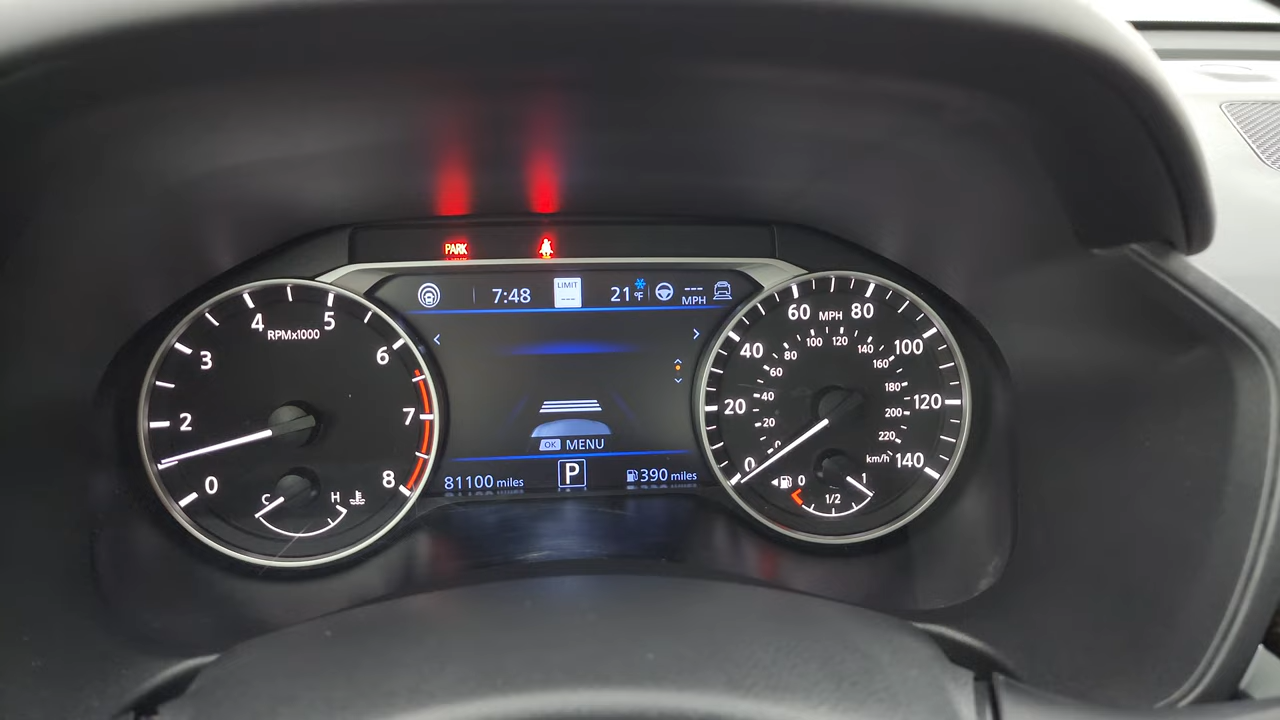 PARK
7:48
LIMIT
---
21°F
---
MPH
OK MENU
81100 miles
P
390 miles
RPMx1000
0
2
3
4
5
6
7
8
C
H
MPH
0
20
40
60
80
100
120
140
0
20
40
60
80
100
120
140
160
180
200
220
km/h
0
1/2
1